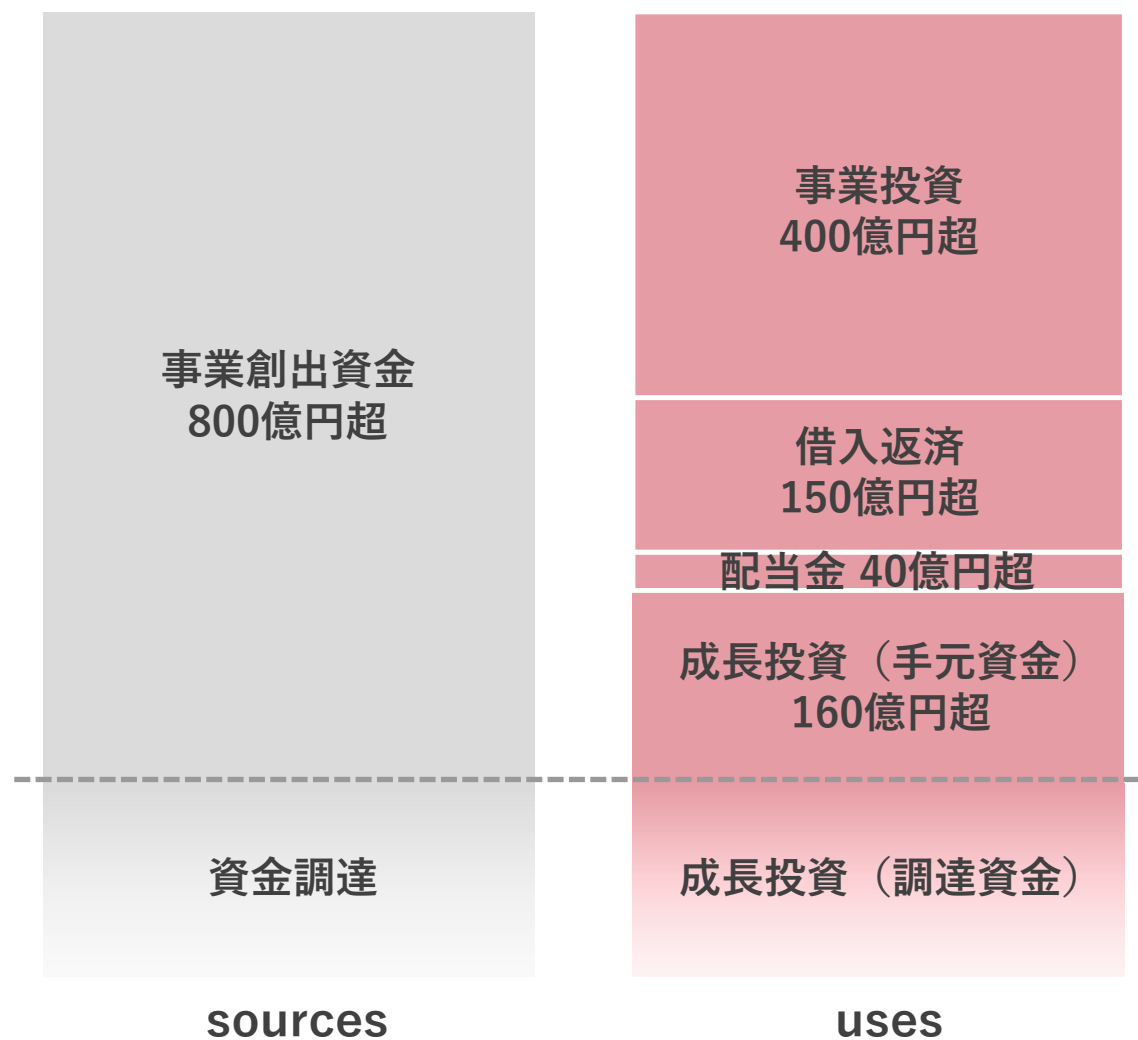 事業創出資金
800億円超
資金調達
sources
事業投資
400億円超
借入返済
150億円超
配当金 40億円超
成長投資（手元資金）
160億円超
成長投資（調達資金）
uses